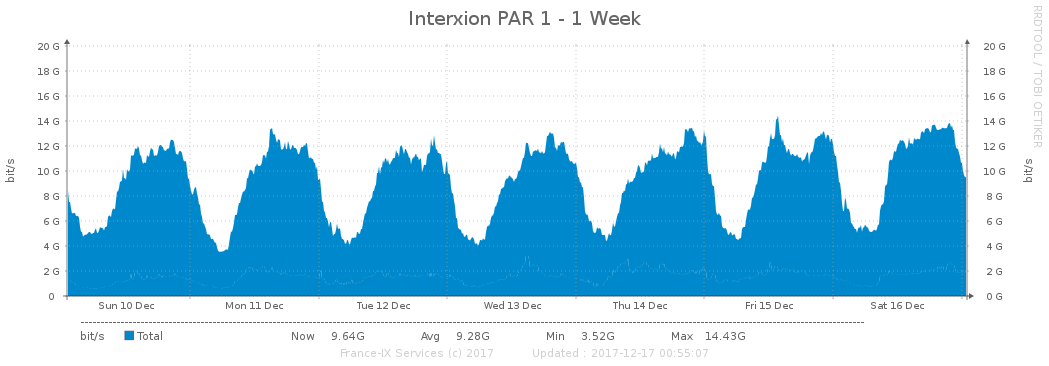 Interxion PAR 1 - 1 Week
RRDTOOL / TOBI OETIKER
20 G 20 G
18 G 18 G
16 G 16 G
14 G 14 G
12 G 12 G
10 G 10 G
8 G 8 G
6 G 6 G
4 G 4 G
2 G 2 G
0 0 G
bit/s
bit/s
Sun 10 Dec Mon 11 Dec Tue 12 Dec Wed 13 Dec Thu 14 Dec Fri 15 Dec Sat 16 Dec
bit/s Total Now 9.64G Avg 9.28G Min 3.52G Max 14.43G
France-IX Services (c) 2017 Updated : 2017-12-17 00:55:07